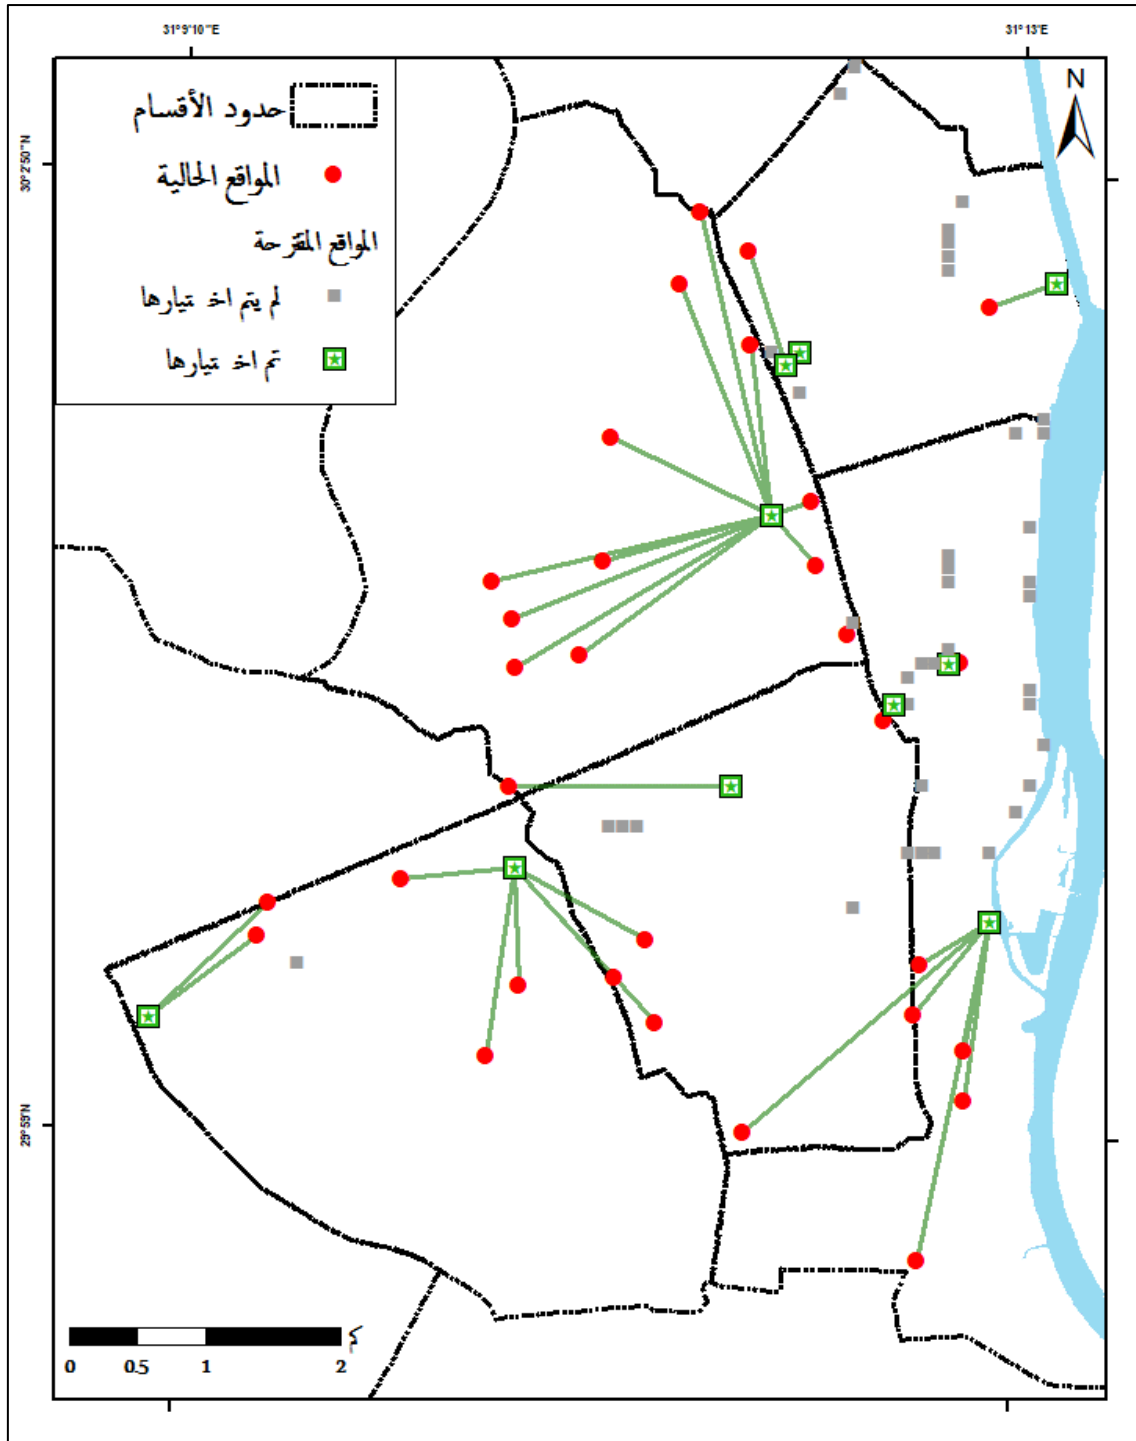 31°9'10"E
31°13'E
N
30°2'50"N
حدود الأقسام
المواقع الحالية
المواقع المقترحة
لم يتم اختيارها
تم اختيارها
29°59'N
كم
0 0.5 1 2